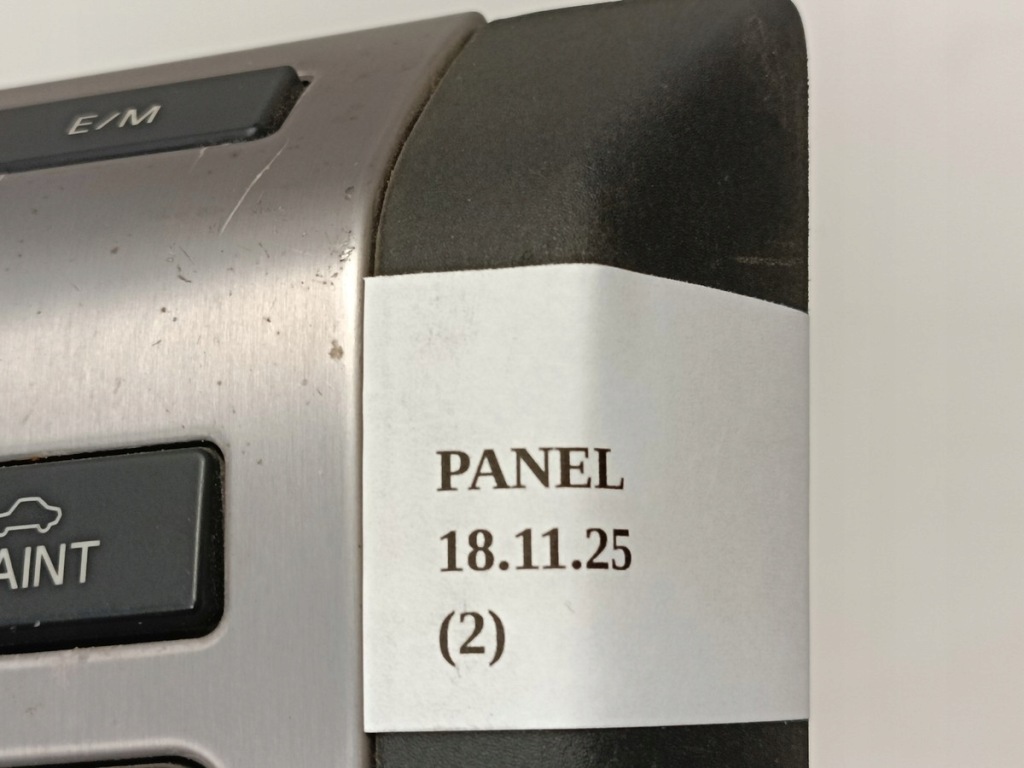 E/M
AINT
PANEL
18.11.25
(2)